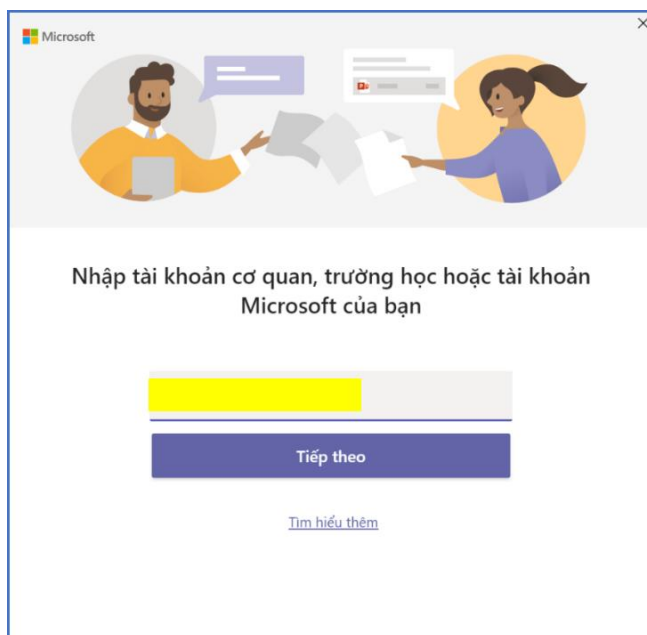 Microsoft
Nhập tài khoản cơ quan, trường học hoặc tài khoản
Microsoft của bạn
Tiếp theo
Tìm hiểu thêm